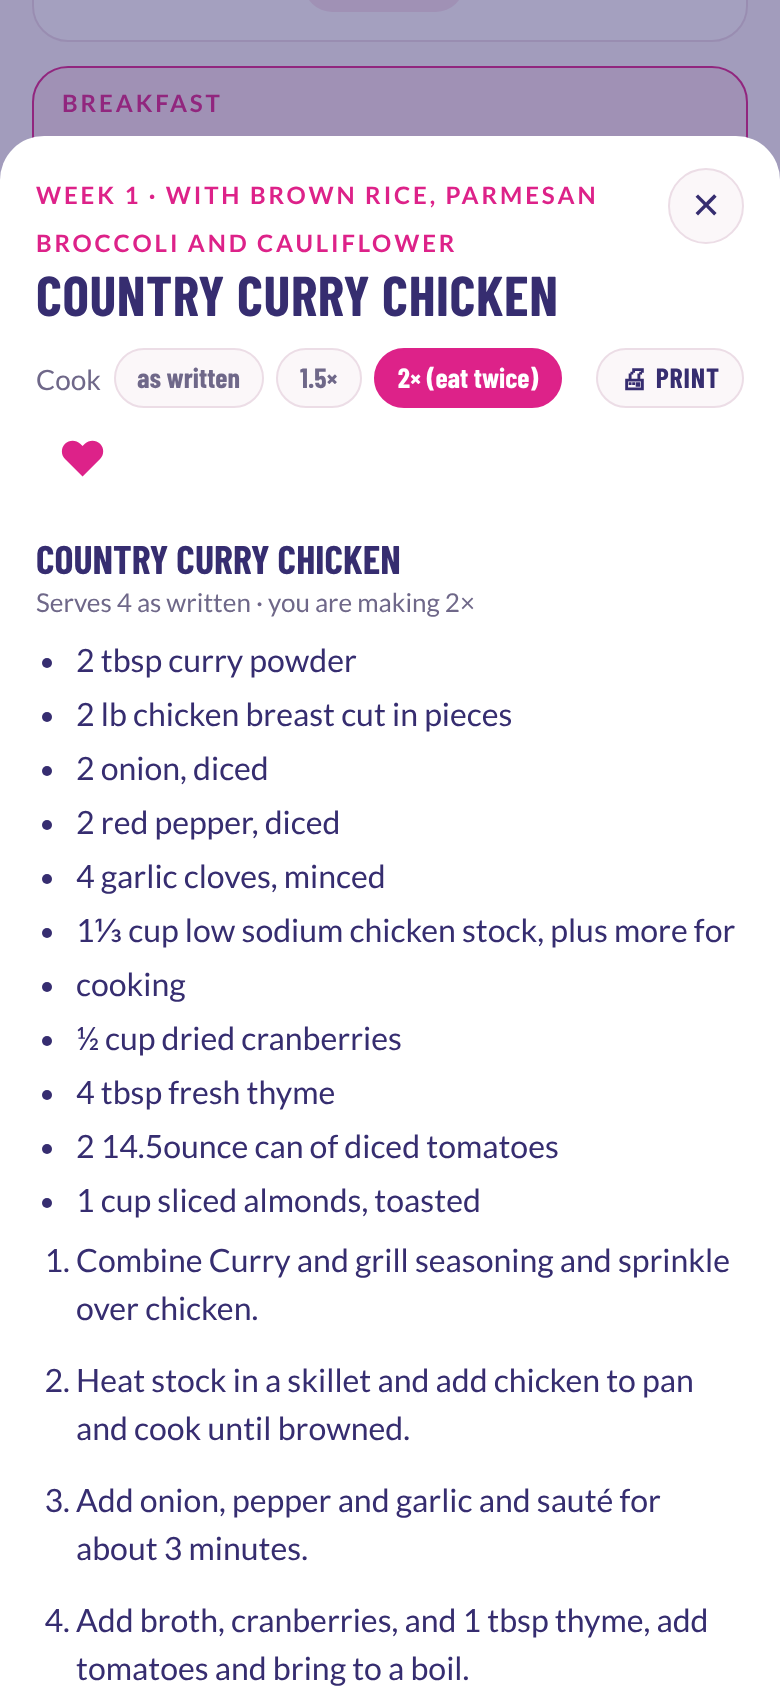 BREAKFAST
WEEK 1 · WITH BROWN RICE, PARMESAN
BROCCOLI AND CAULIFLOWER
COUNTRY CURRY CHICKEN
Cook as written 1.5× 2× (eat twice) PRINT
COUNTRY CURRY CHICKEN
Serves 4 as written · you are making 2×
• 2 tbsp curry powder
• 2 lb chicken breast cut in pieces
• 2 onion, diced
• 2 red pepper, diced
• 4 garlic cloves, minced
• 1⅓ cup low sodium chicken stock, plus more for
• cooking
• ½ cup dried cranberries
• 4 tbsp fresh thyme
• 2 14.5ounce can of diced tomatoes
• 1 cup sliced almonds, toasted
1. Combine Curry and grill seasoning and sprinkle
over chicken.
2. Heat stock in a skillet and add chicken to pan
and cook until browned.
3. Add onion, pepper and garlic and sauté for
about 3 minutes.
4. Add broth, cranberries, and 1 tbsp thyme, add
tomatoes and bring to a boil.